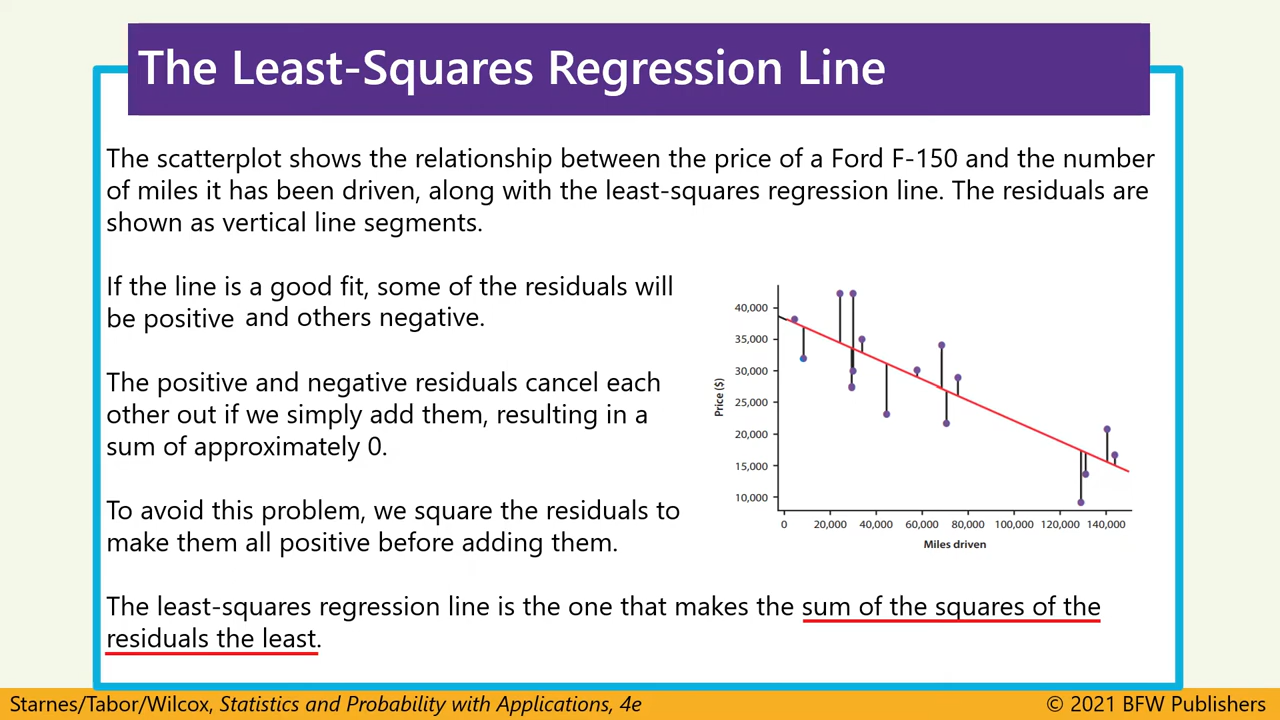 The Least-Squares Regression Line
The scatterplot shows the relationship between the price of a Ford F-150 and the number
of miles it has been driven, along with the least-squares regression line. The residuals are
shown as vertical line segments.
If the line is a good fit, some of the residuals will
be positive and others negative.
The positive and negative residuals cancel each
other out if we simply add them, resulting in a
sum of approximately 0.
To avoid this problem, we square the residuals to
make them all positive before adding them.
40,000
35,000
30,000
25,000
20,000
15,000
10,000
Price ($)
0 20,000 40,000 60,000 80,000 100,000 120,000 140,000
Miles driven
The least-squares regression line is the one that makes the sum of the squares of the
residuals the least.
Starnes/Tabor/Wilcox, Statistics and Probability with Applications, 4e
© 2021 BFW Publishers